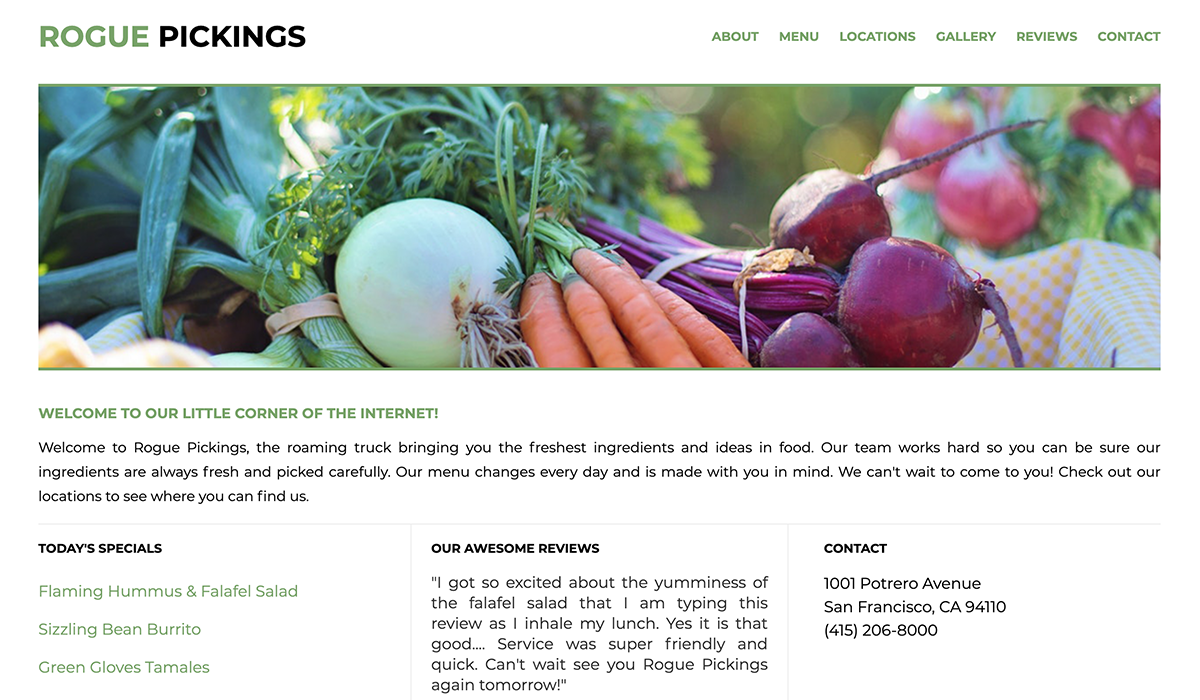 ROGUE PICKINGS
ABOUT MENU LOCATIONS GALLERY REVIEWS CONTACT
WELCOME TO OUR LITTLE CORNER OF THE INTERNET!
Welcome to Rogue Pickings, the roaming truck bringing you the freshest ingredients and ideas in food. Our team works hard so you can be sure our
ingredients are always fresh and picked carefully. Our menu changes every day and is made with you in mind. We can't wait to come to you! Check out our
locations to see where you can find us.
TODAY'S SPECIALS
Flaming Hummus & Falafel Salad
Sizzling Bean Burrito
Green Gloves Tamales
OUR AWESOME REVIEWS
"I got so excited about the yumminess of
the falafel salad that I am typing this
review as I inhale my lunch. Yes it is that
good.... Service was super friendly and
quick. Can't wait see you Rogue Pickings
again tomorrow!"
CONTACT
1001 Potrero Avenue
San Francisco, CA 94110
(415) 206-8000